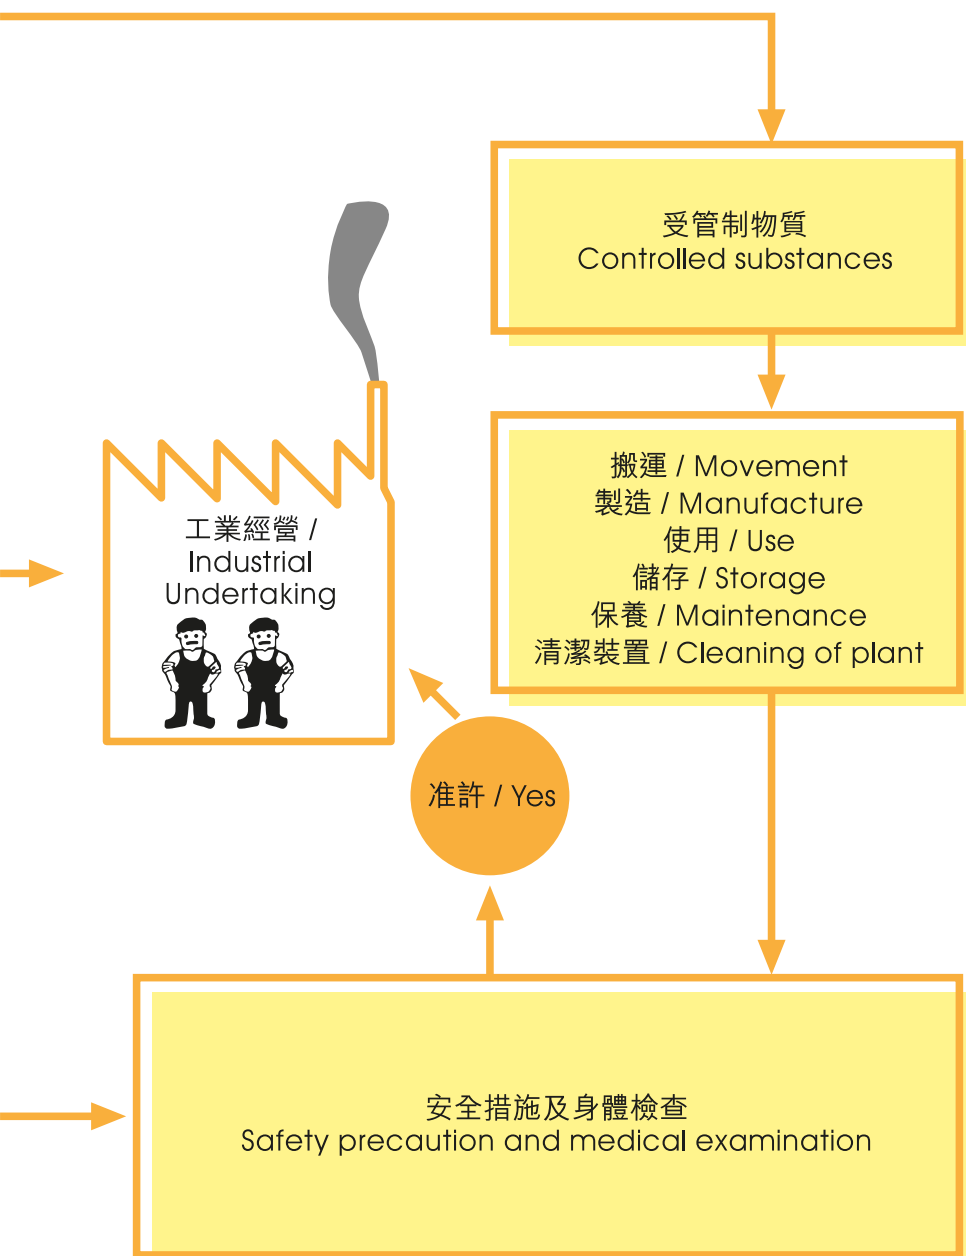 受管制物質
Controlled substances
搬運 / Movement
製造 / Manufacture
使用 / Use
儲存 / Storage
保養 / Maintenance
清潔裝置 / Cleaning of plant
工業經營 /
Industrial
Undertaking
准許 / Yes
安全措施及身體檢查
Safety precaution and medical examination